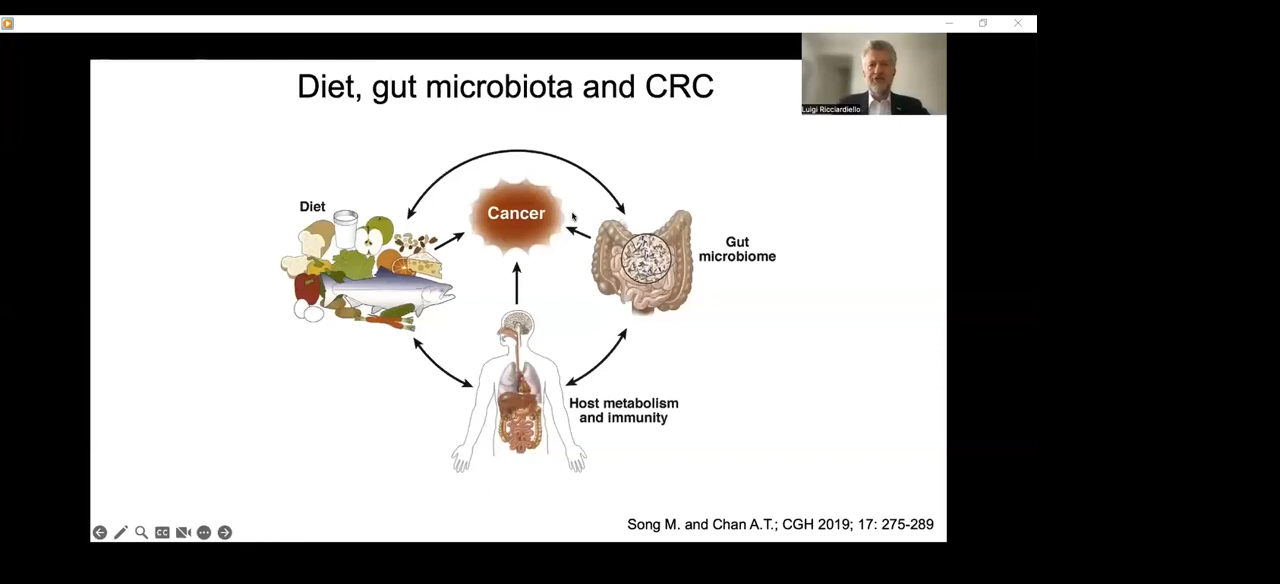 Diet, gut microbiota and CRC
Luigi Ricciardiello
Diet
Cancer
Gut
microbiome
Host metabolism
and immunity
CC
Song M. and Chan A.T.; CGH 2019; 17: 275-289